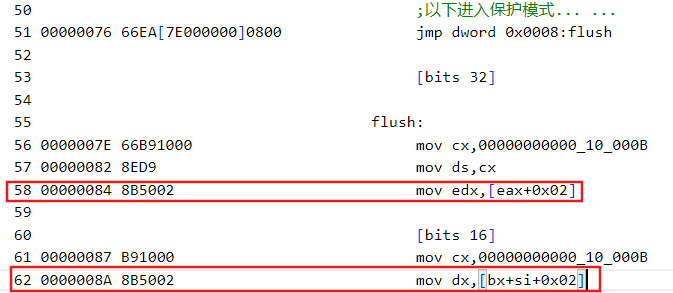 50 ;以下进入保护模式... ...
51 00000076 66EA[7E000000]0800 jmp dword 0x0008:flush
52
53 [bits 32]
54
55 flush:
56 0000007E 66B91000 mov cx,00000000000_10_000B
57 00000082 8ED9 mov ds,cx
58 00000084 8B5002 mov edx,[eax+0x02]
59
60 [bits 16]
61 00000087 B91000 mov cx,00000000000_10_000B
62 0000008A 8B5002 mov dx,[bx+si+0x02]